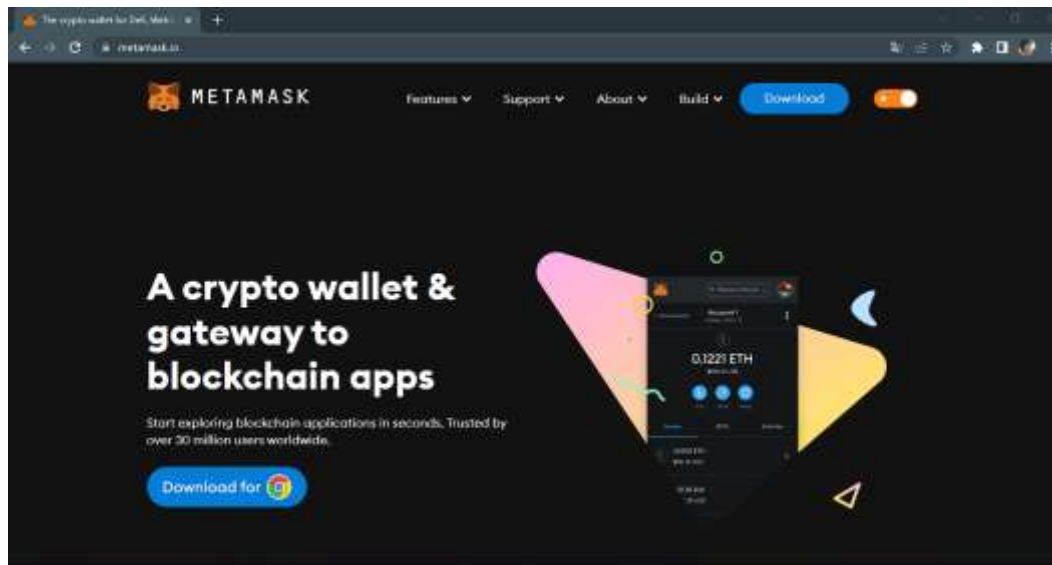 The crypto wallet for Defi, Web3
metamask.io
METAMASK
Features
Support
About
Build
Download
A crypto wallet &
gateway to
blockchain apps
Start exploring blockchain applications in seconds. Trusted by
over 30 million users worldwide.
Download for
0.1221 ETH